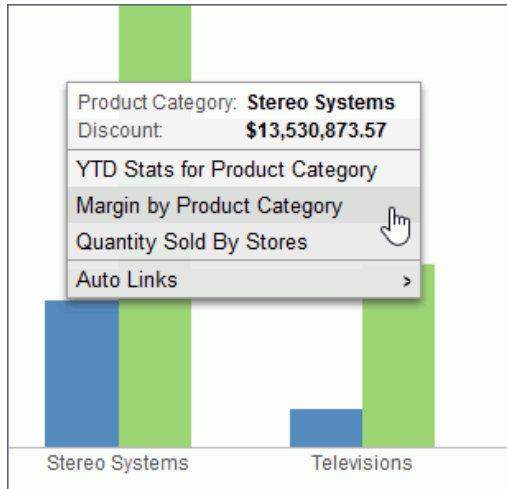 Product Category: Stereo Systems
Discount: $13,530,873.57
YTD Stats for Product Category
Margin by Product Category
Quantity Sold By Stores
Auto Links >
Stereo Systems Televisions